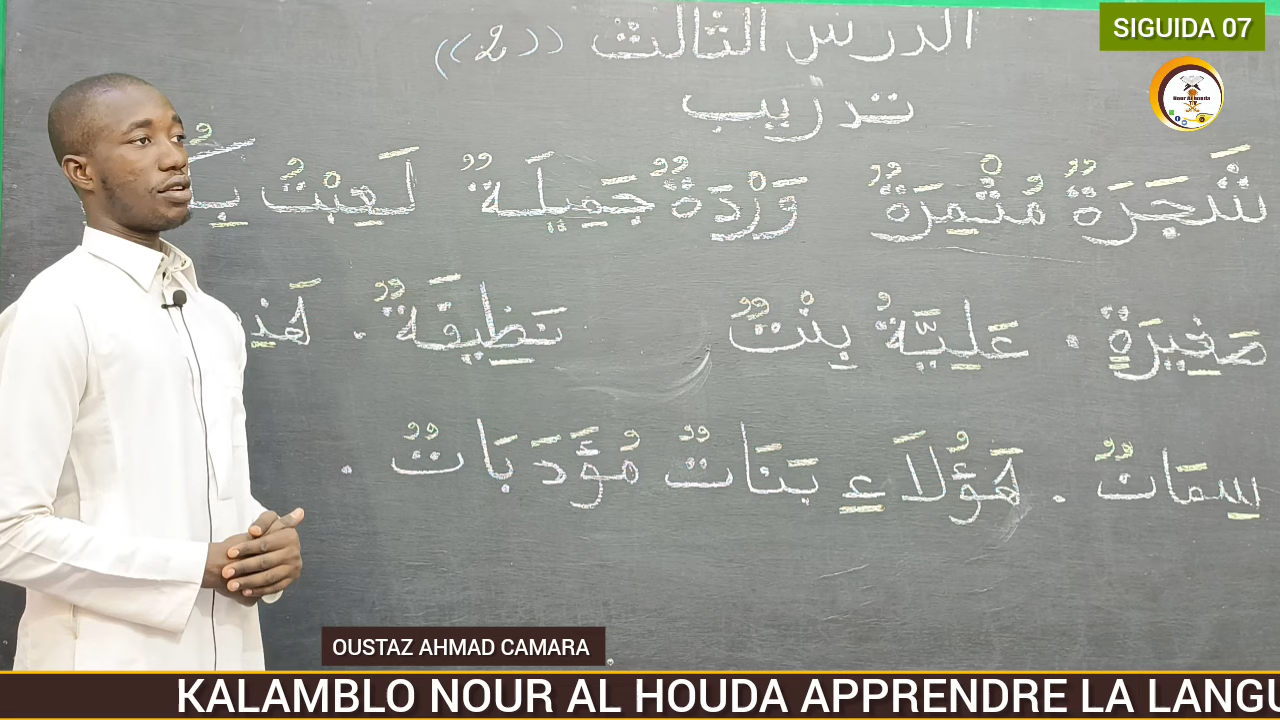 SIGUIDA 07
الدرس الثالث ((2))
تدريب
شَجَرَةٌ مُثْمِرَةٌ وَرْدَةٌ جَمِيلَةٌ لَعِبْتُ
صَغِيرَةٍ. عَلِيَّةُ بِنْتٌ نَظِيفَةٌ. هَذِ
سِمَاتٌ. هَؤُلَاءِ بَنَاتٌ مُؤَدَبَاتٌ.
OUSTAZ AHMAD CAMARA
KALAMBLO NOUR AL HOUDA APPRENDRE LA LANGU